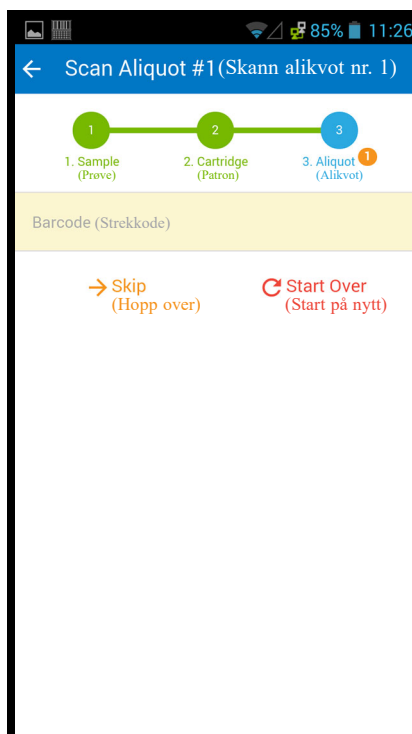 85% 11:26
Scan Aliquot #1(Skann alikvot nr. 1)
1 2 3
1. Sample 2. Cartridge 3. Aliquot 1
(Prøve) (Patron) (Alikvot)
Barcode (Strekkode)
Skip Start Over
(Hopp over) (Start på nytt)